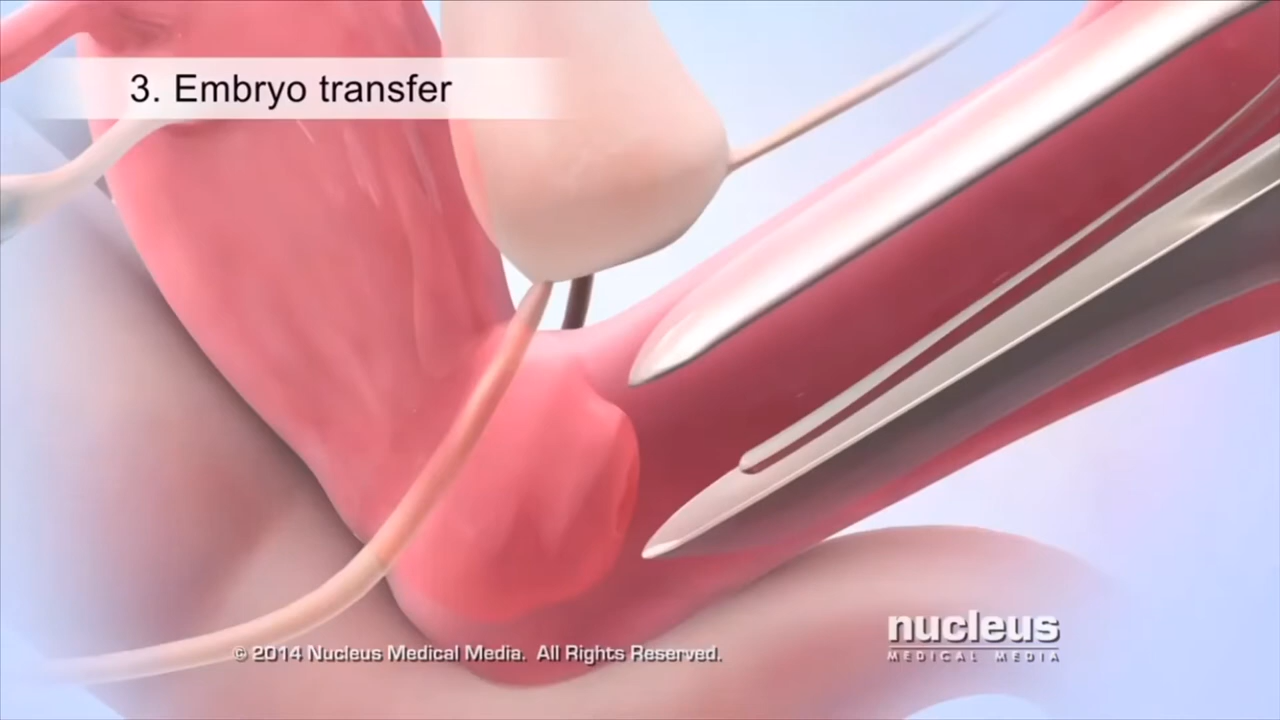 3. Embryo transfer
© 2014 Nucleus Medical Media. All Rights Reserved.
nucleus
MEDICAL MEDIA